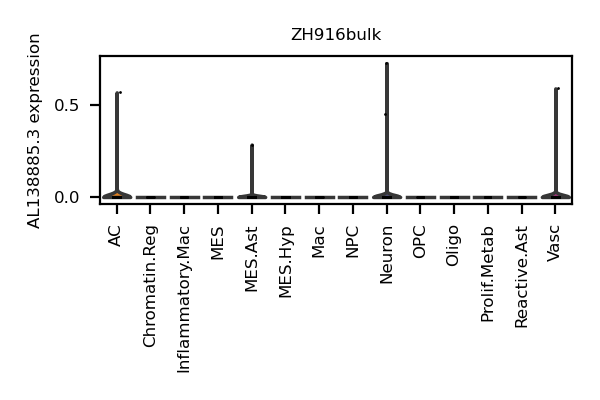 ZH916bulk
AL138885.3 expression
0.5
0.0
AC
Chromatin.Reg
Inflammatory.Mac
MES
MES.Ast
MES.Hyp
Mac
NPC
Neuron
OPC
Oligo
Prolif.Metab
Reactive.Ast
Vasc